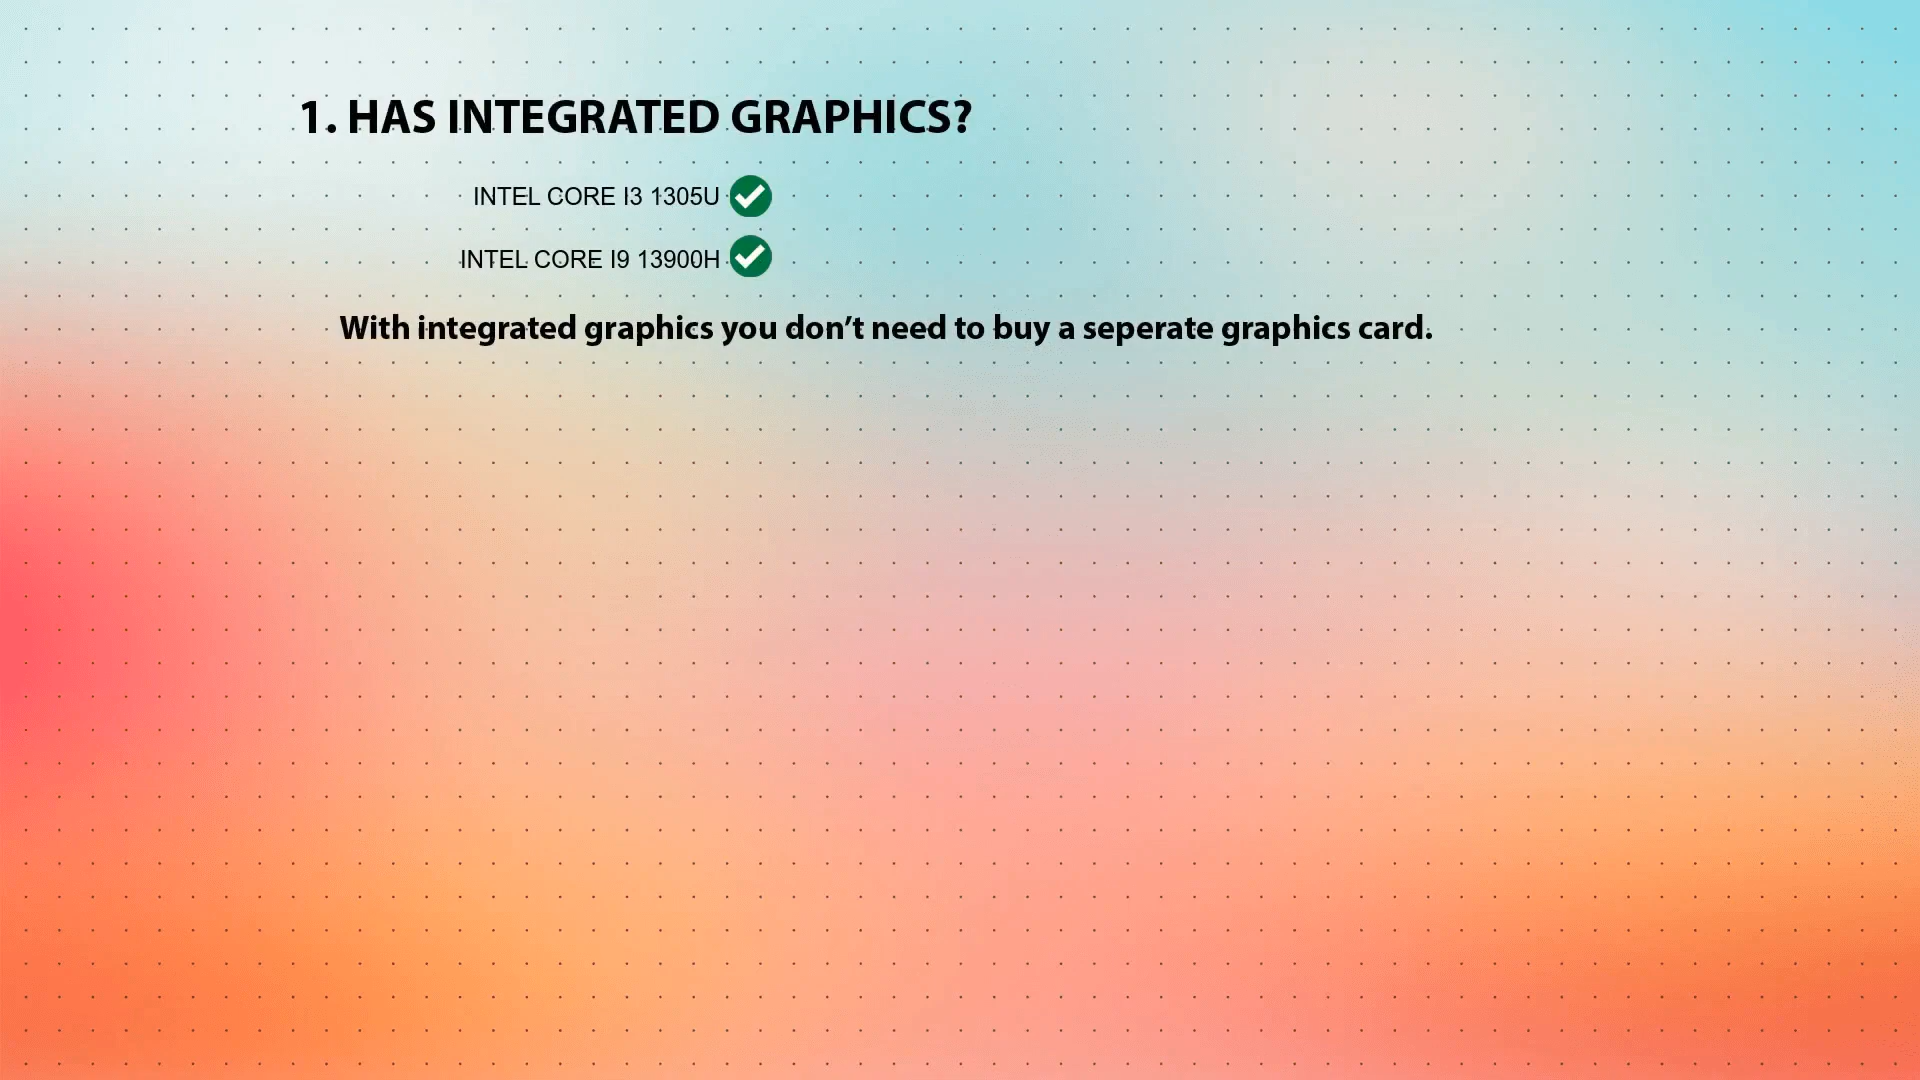 1. HAS INTEGRATED GRAPHICS?
INTEL CORE I3 1305U
INTEL CORE I9 13900H
With integrated graphics you don’t need to buy a seperate graphics card.